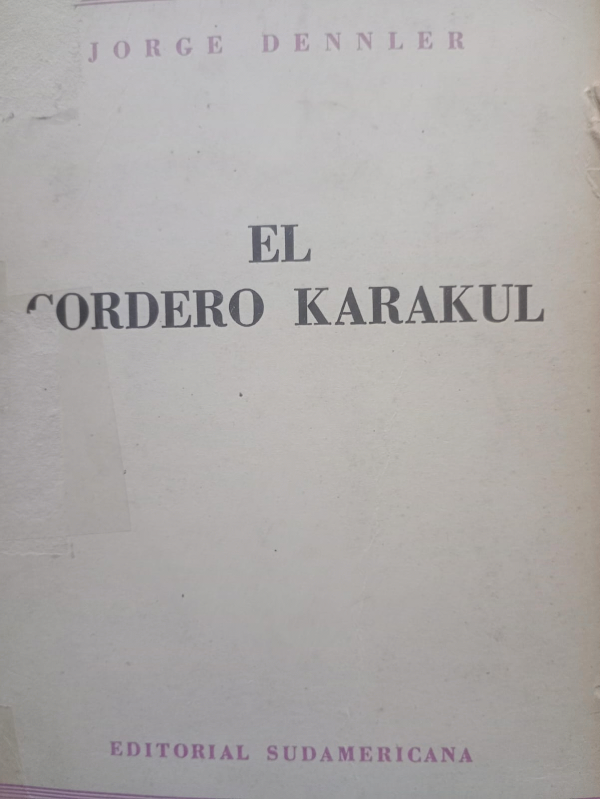 JORGE DENNLER
EL
CORDERO KARAKUL
EDITORIAL SUDAMERICANA